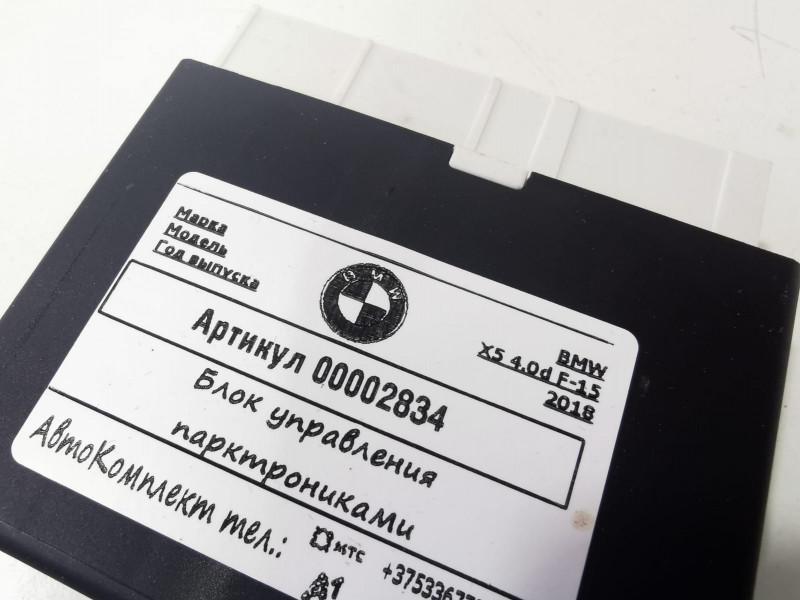 Марка
Модель
Год выпуска
BMW
BMW
X5 4.0d F-15
2018
Артикул 00002834
Блок управления
парктрониками
АвтоКомплект тел.:
мтс
A1